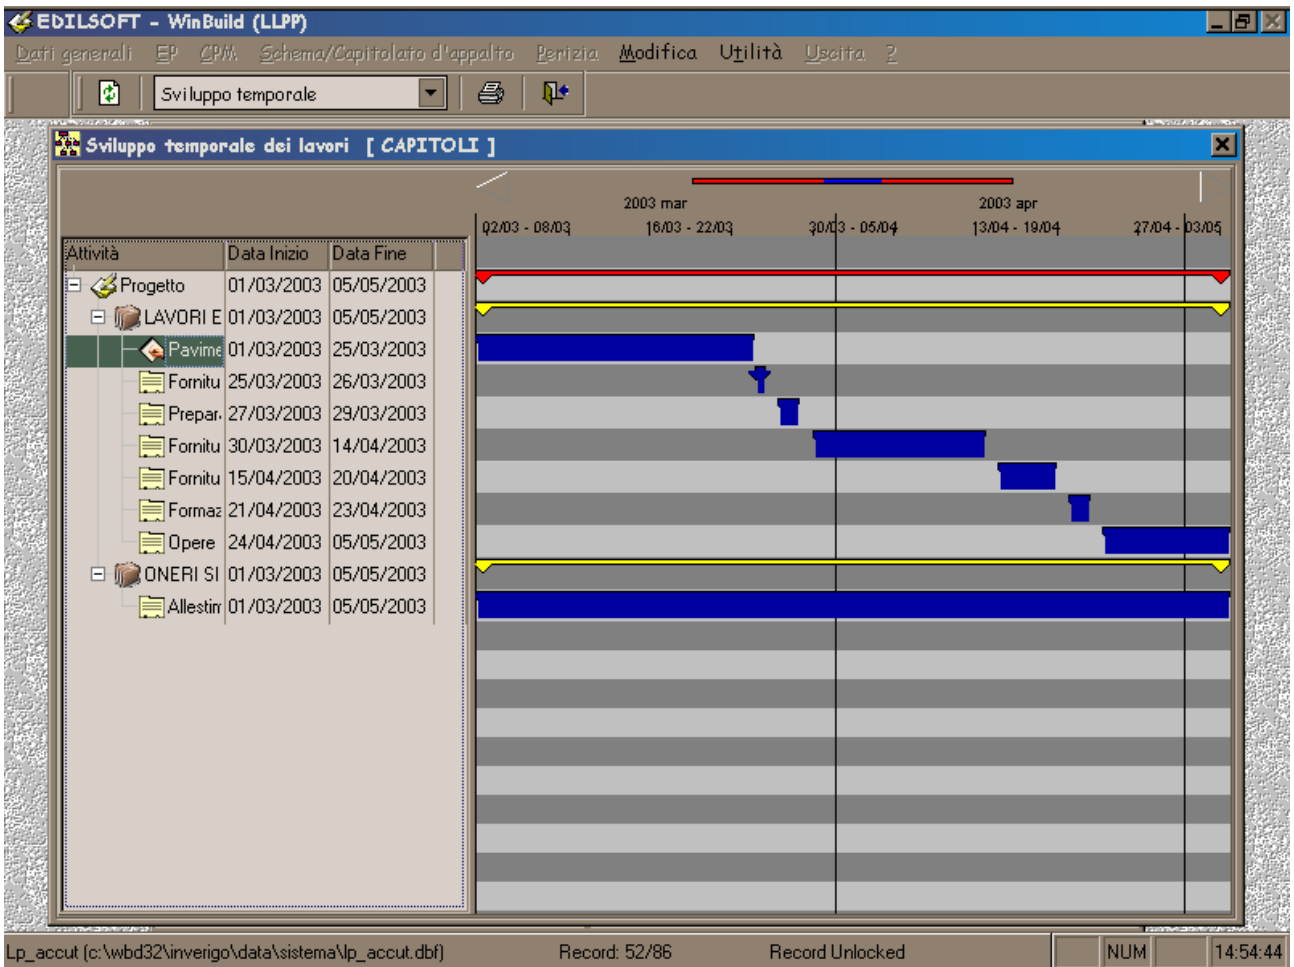 EDILSOFT - WinBuild (LLPP)
Dati generali EP CPM Schema/Capitolato d'appalto Perizia Modifica Utilità Uscita ?
Sviluppo temporale
Sviluppo temporale dei lavori [ CAPITOLI ]
2003 mar 2003 apr
02/03 - 08/03 16/03 - 22/03 30/03 - 05/04 13/04 - 19/04 27/04 - 03/05
Attività Data Inizio Data Fine
Progetto 01/03/2003 05/05/2003
LAVORI E 01/03/2003 05/05/2003
Pavime 01/03/2003 25/03/2003
Fornitu 25/03/2003 26/03/2003
Prepar 27/03/2003 29/03/2003
Fornitu 30/03/2003 14/04/2003
Fornitu 15/04/2003 20/04/2003
Formaz 21/04/2003 23/04/2003
Opere 24/04/2003 05/05/2003
ONERI SI 01/03/2003 05/05/2003
Allestim 01/03/2003 05/05/2003
Lp_accut (c:\wbd32\inverigo\data\sistema\lp_accut.dbf) Record: 52/86 Record Unlocked NUM 14:54:44